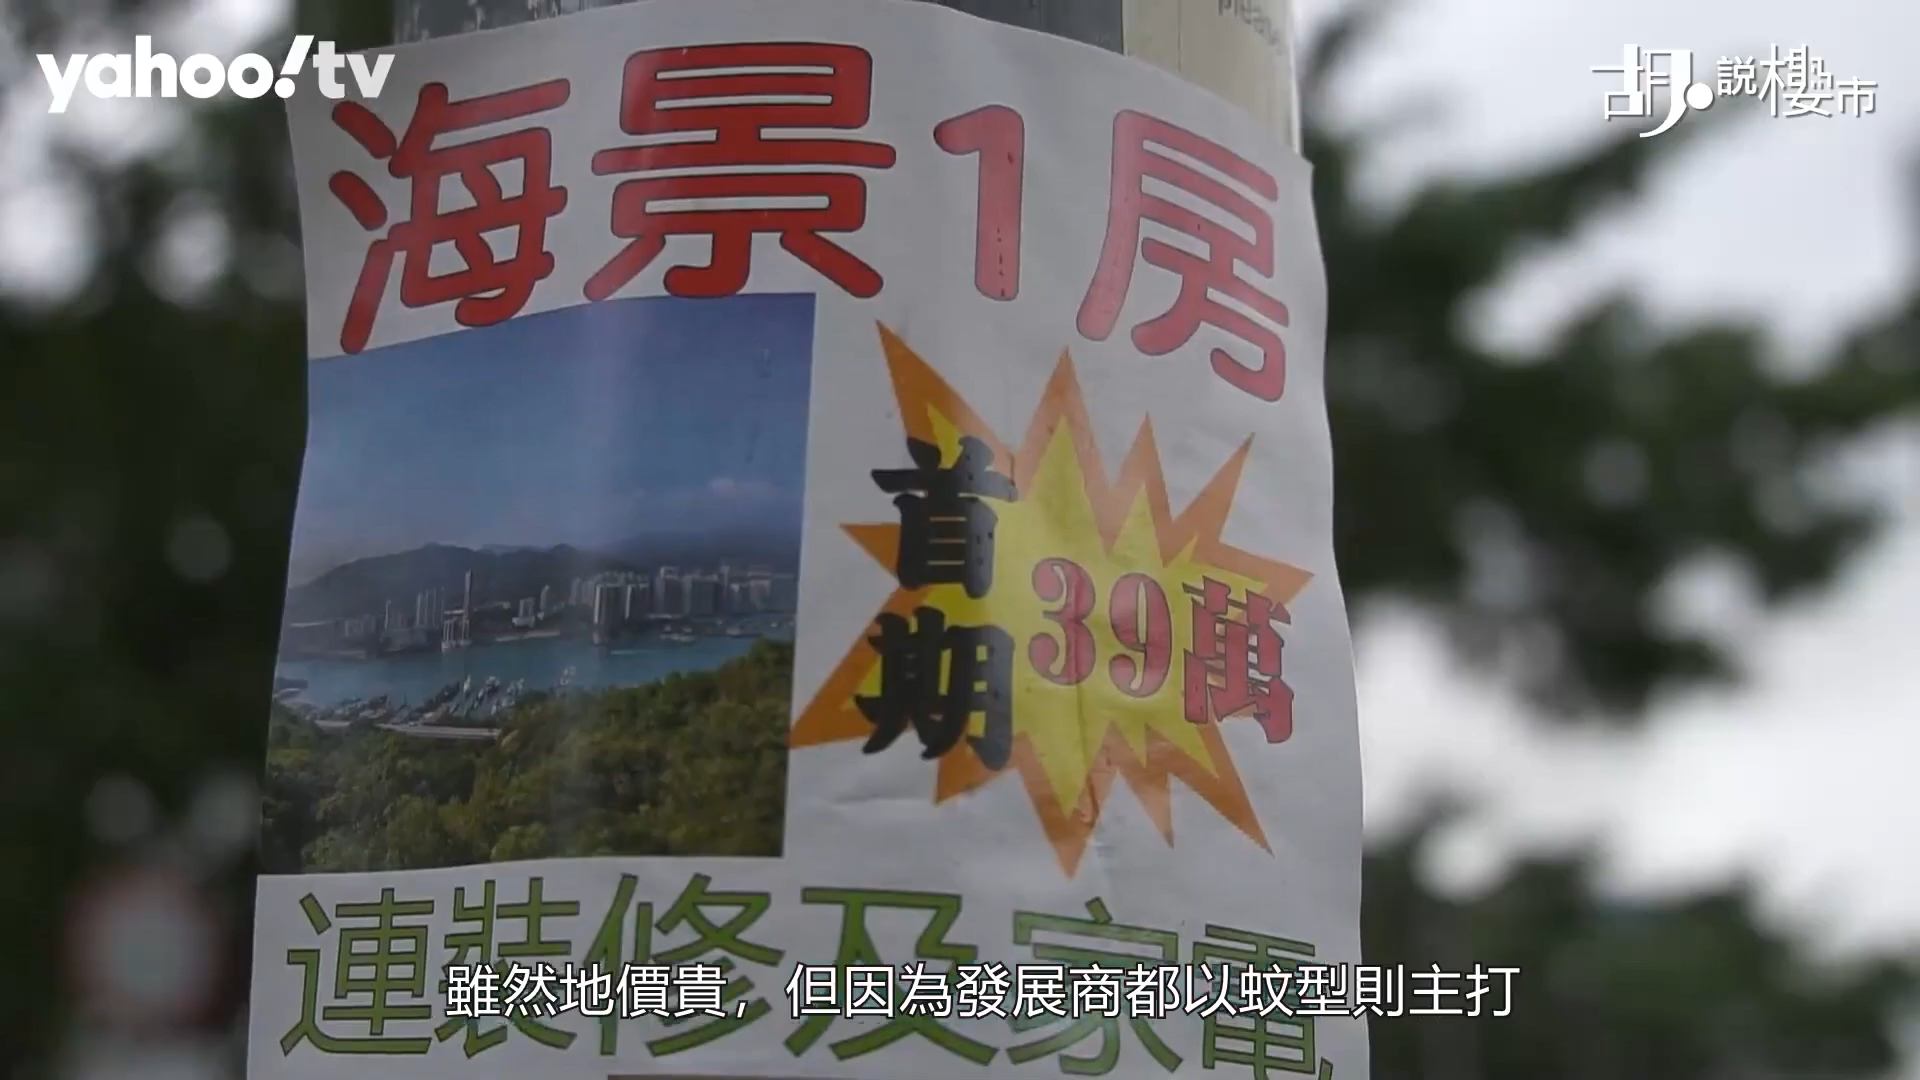 please
yahoo!tv
胡.説樓市
海景1房
首期
39萬
連裝修及家電
雖然地價貴，但因為發展商都以蚊型則主打